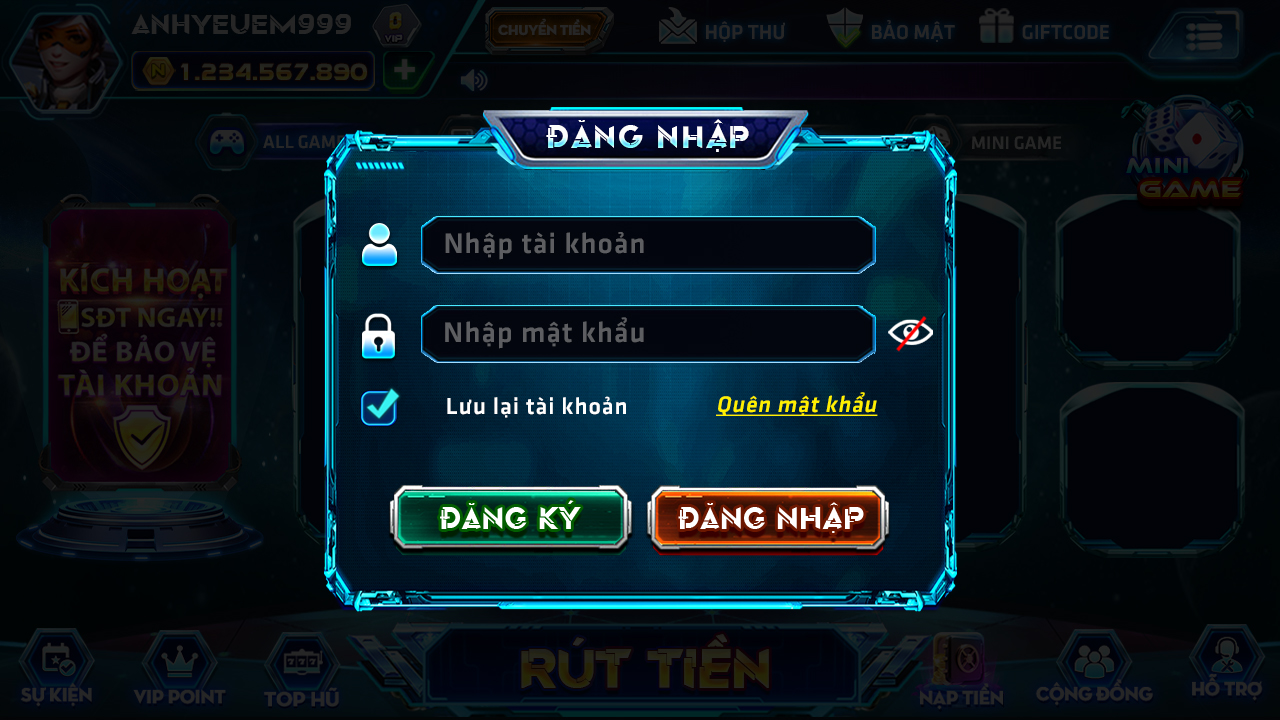 ANHYEUEM999
VIP
1.234.567.890
CHUYỂN TIỀN
HỘP THƯ
BẢO MẬT
GIFTCODE
ALL GAM
MINI GAME
MINI
GAME
ĐĂNG NHẬP
KÍCH HOẠT
SĐT NGAY!!
ĐỂ BẢO VỆ
TÀI KHOẢN
Nhập tài khoản
Nhập mật khẩu
Lưu lại tài khoản
Quên mật khẩu
ĐĂNG KÝ
ĐĂNG NHẬP
SỰ KIỆN
VIP POINT
777
TOP HŨ
RÚT TIỀN
NẠP TIỀN
CỘNG ĐỒNG
HỖ TRỢ